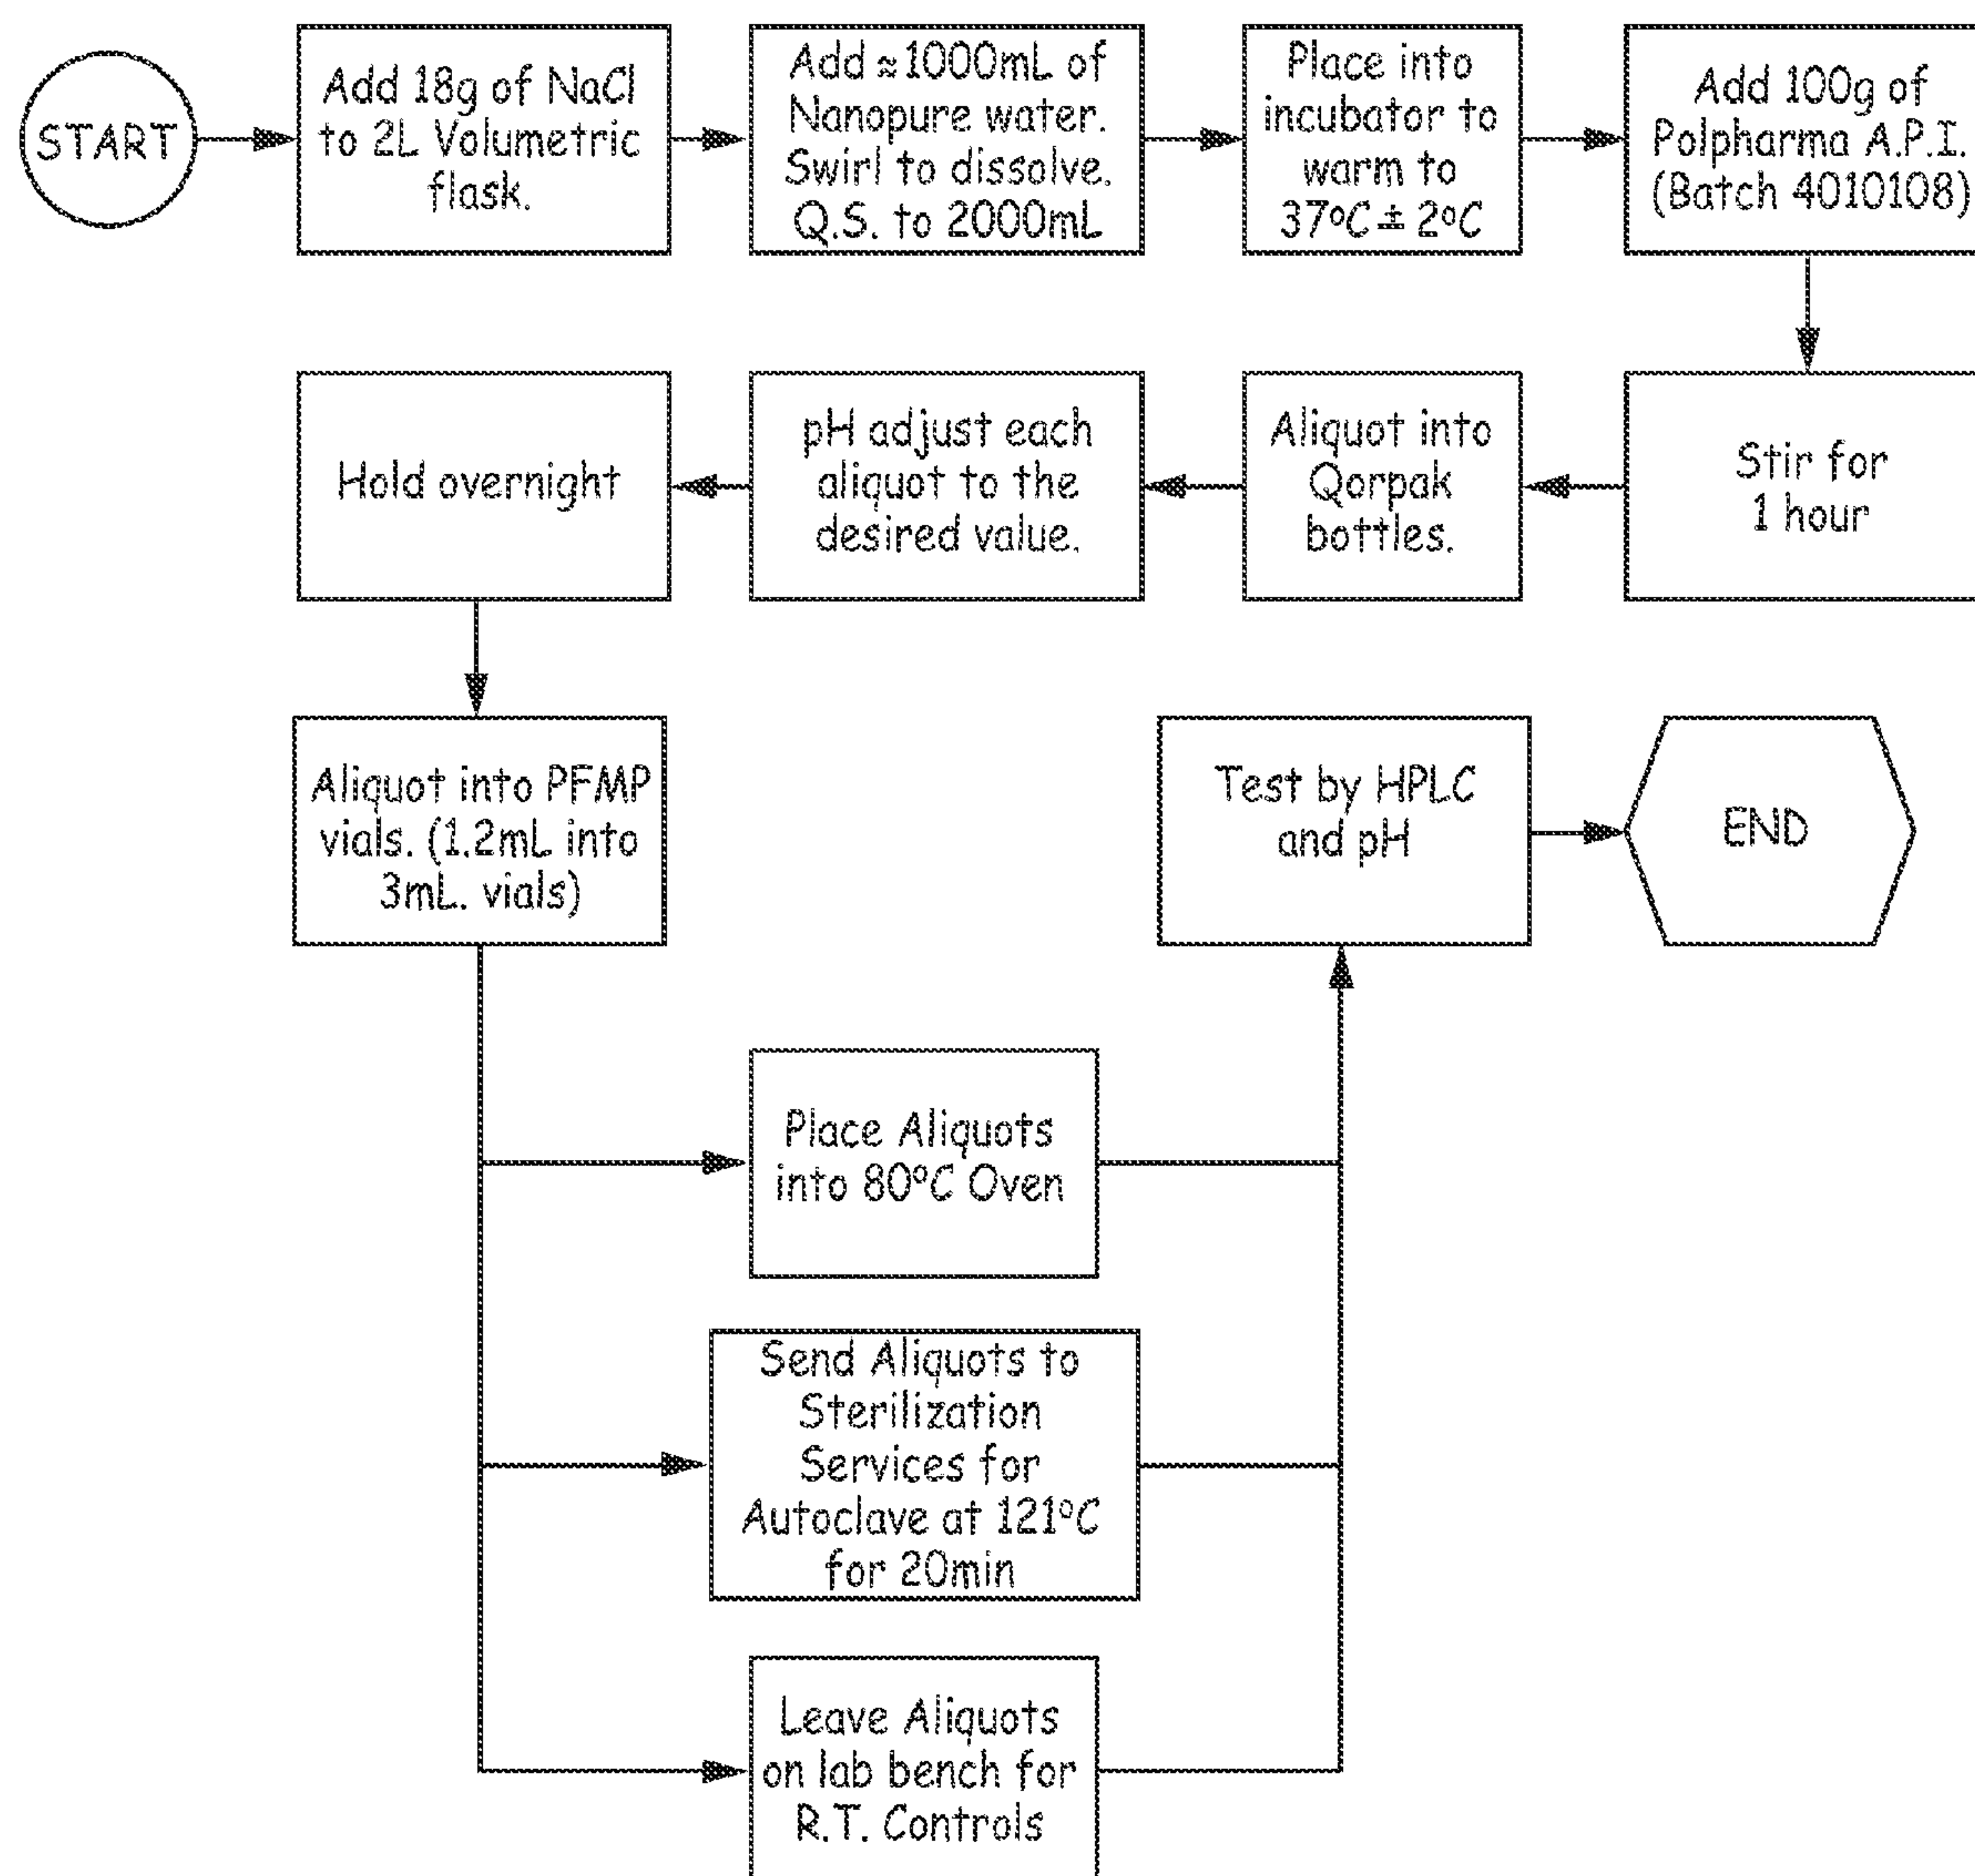 START
Add 18g of NaCl
to 2L Volumetric
flask.
Add ≈1000mL of
Nanopure water.
Swirl to dissolve.
Q.S. to 2000mL
Place into
incubator to
warm to
37ºC ± 2ºC
Add 100g of
Polpharma A.P.I.
(Batch 4010108)
Stir for
1 hour
Aliquot into
Qorpak
bottles.
pH adjust each
aliquot to the
desired value.
Hold overnight
Aliquot into PFMP
vials. (1.2mL into
3mL. vials)
Place Aliquots
into 80ºC Oven
Send Aliquots to
Sterilization
Services for
Autoclave at 121ºC
for 20min
Leave Aliquots
on lab bench for
R.T. Controls
Test by HPLC
and pH
END